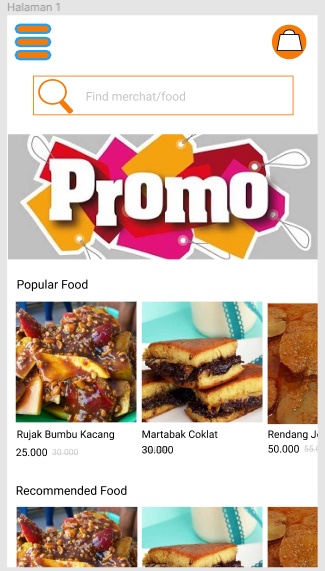 Halaman 1
Find merchat/food
Promo
Popular Food
Rujak Bumbu Kacang
25.000 30.000
Martabak Coklat
30.000
Rendang
50.000
Recommended Food